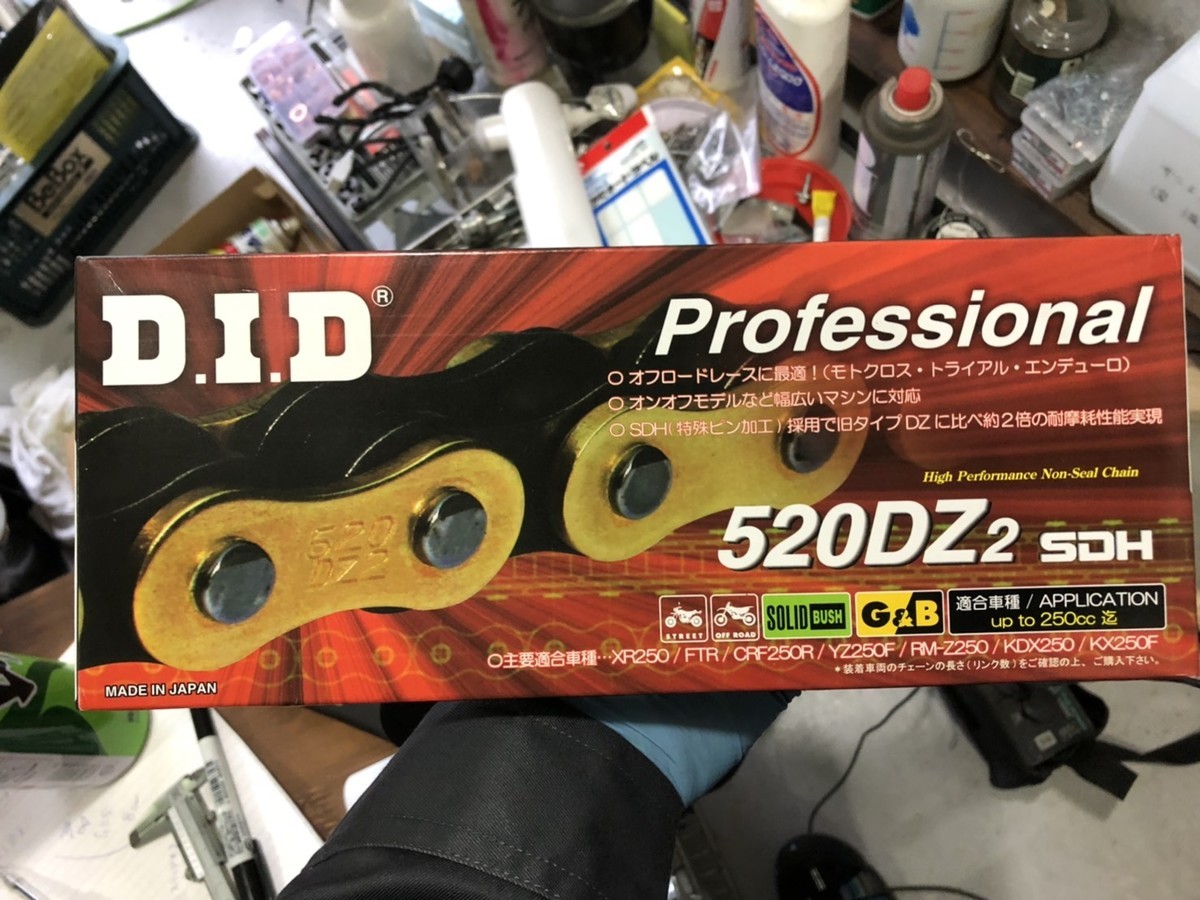 BeBox
D.I.D®
Professional
○ オフロードレースに最適！(モトクロス・トライアル・エンデューロ)
○ オンオフモデルなど幅広いマシンに対応
○ SDH(特殊ピン加工)採用で旧タイプDZに比べ約2倍の耐摩耗性能実現
High Performance Non-Seal Chain
520DZ2 SDH
520
DZ2
STREET
OFF ROAD
SOLID BUSH
G&B
適合車種 / APPLICATION
up to 250cc 迄
○主要適合車種…XR250 / FTR / CRF250R / YZ250F / RM-Z250 / KDX250 / KX250F
*装着車両のチェーンの長さ(リンク数)をご確認の上、ご購入下さい。
MADE IN JAPAN